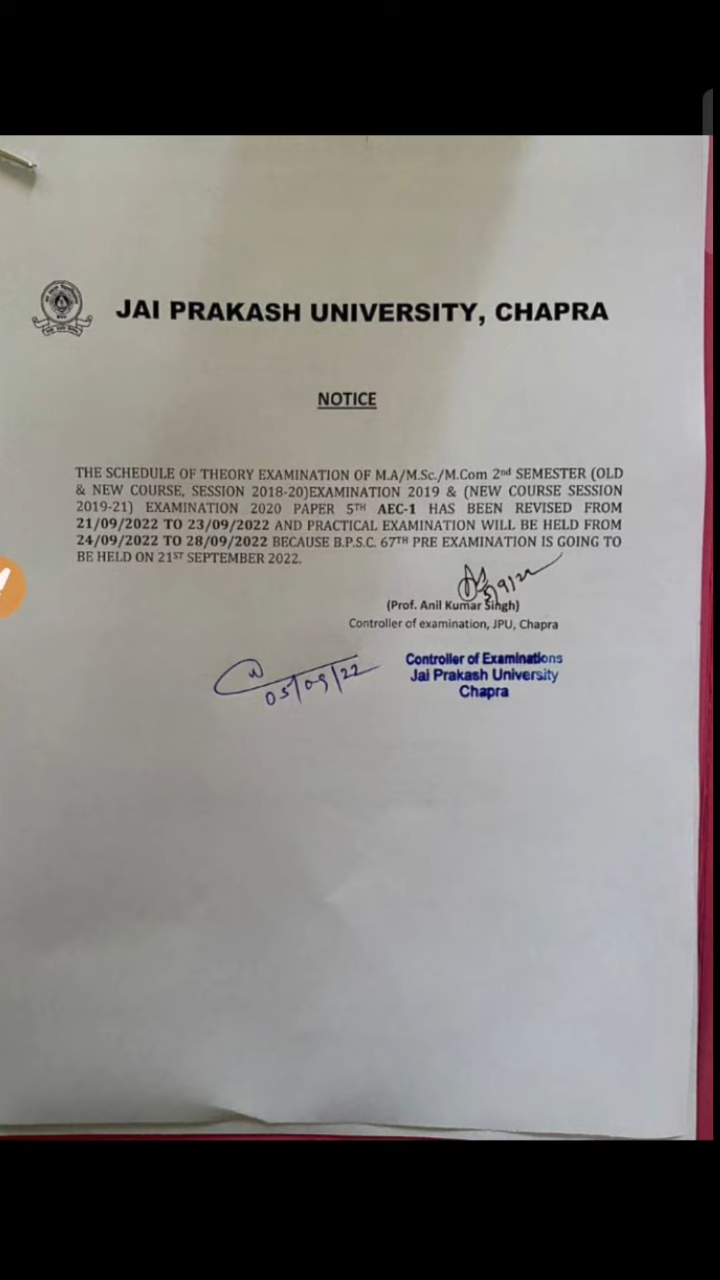 JAI PRAKASH UNIVERSITY, CHAPRA
NOTICE
THE SCHEDULE OF THEORY EXAMINATION OF M.A/M.Sc./M.Com 2nd SEMESTER (OLD
& NEW COURSE, SESSION 2018-20)EXAMINATION 2019 & (NEW COURSE SESSION
2019-21) EXAMINATION 2020 PAPER 5TH AEC-1 HAS BEEN REVISED FROM
21/09/2022 TO 23/09/2022 AND PRACTICAL EXAMINATION WILL BE HELD FROM
24/09/2022 TO 28/09/2022 BECAUSE B.P.S.C. 67TH PRE EXAMINATION IS GOING TO
BE HELD ON 21ST SEPTEMBER 2022.
5/9/22
(Prof. Anil Kumar Singh)
Controller of examination, JPU, Chapra
05/09/22
Controller of Examinations
Jai Prakash University
Chapra